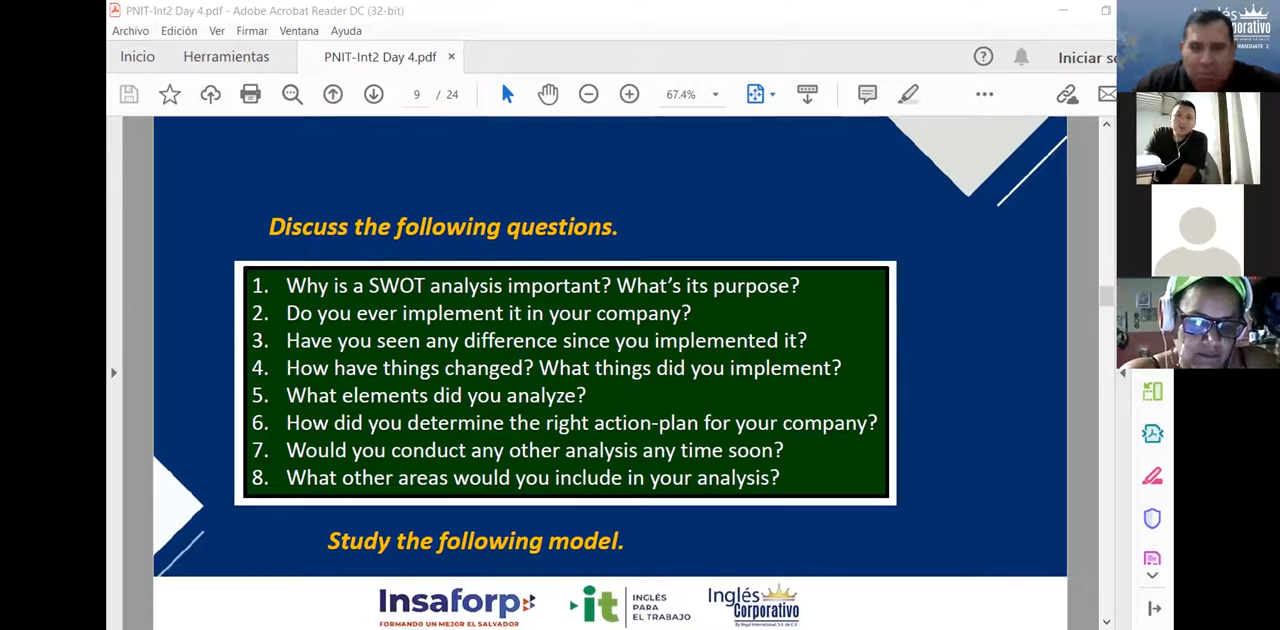 PNIT-Int2 Day 4.pdf - Adobe Acrobat Reader DC (32-bit)
Archivo Edición Ver Firmar Ventana Ayuda
Inicio Herramientas PNIT-Int2 Day 4.pdf × Iniciar se
9 / 24 67.4%
Discuss the following questions.
1. Why is a SWOT analysis important? What's its purpose?
2. Do you ever implement it in your company?
3. Have you seen any difference since you implemented it?
4. How have things changed? What things did you implement?
5. What elements did you analyze?
6. How did you determine the right action-plan for your company?
7. Would you conduct any other analysis any time soon?
8. What other areas would you include in your analysis?
Study the following model.
Insaforp
FORMANDO UN MEJOR EL SALVADOR
it
INGLÉS
PARA
EL TRABAJO
Inglés
Corporativo
By Regal International, S.A. de C.V.